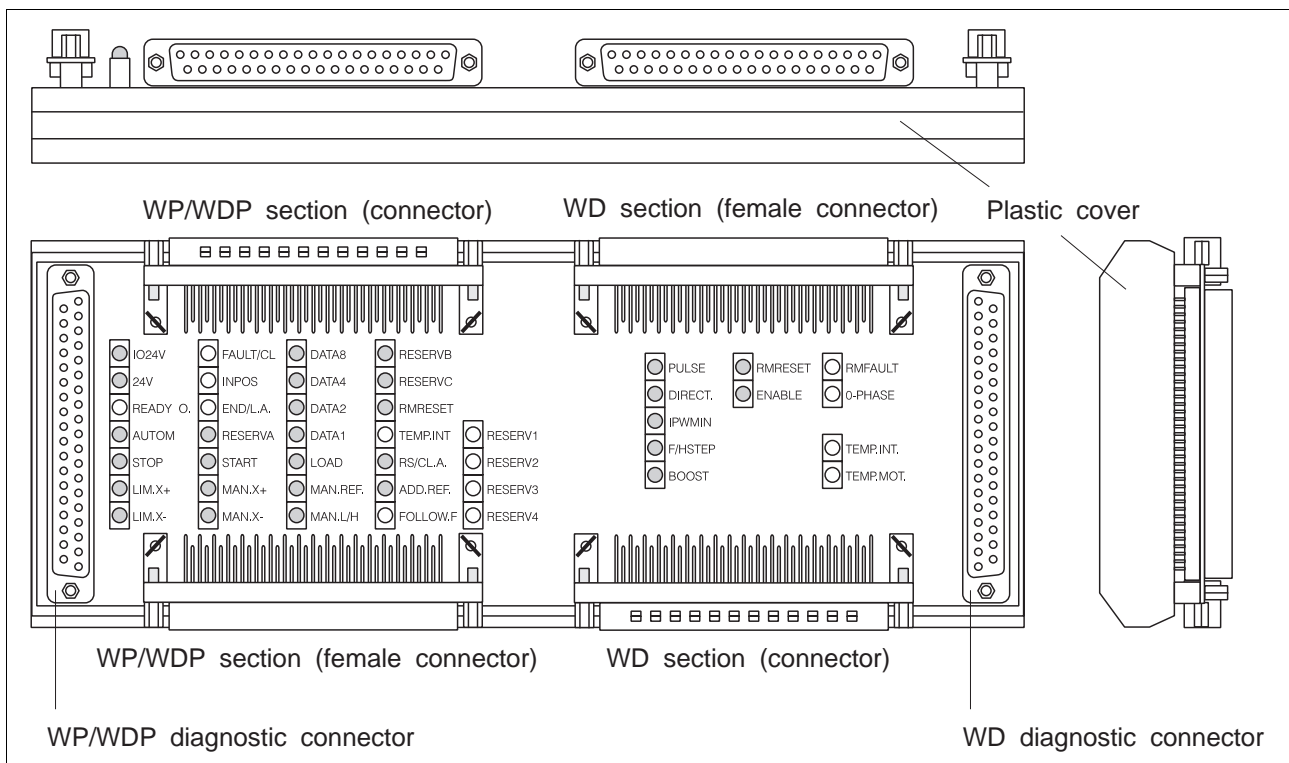 WP/WDP section (connector)
WD section (female connector)
Plastic cover
IO24V FAULT/CL DATA8 RESERVB
24V INPOS DATA4 RESERVC
READY O. END/L.A. DATA2 RMRESET
AUTOM RESERVA DATA1 TEMP.INT RESERV1
STOP START LOAD RS/CL.A. RESERV2
LIM.X+ MAN.X+ MAN.REF. ADD.REF. RESERV3
LIM.X- MAN.X- MAN.L/H FOLLOW.F RESERV4
PULSE RMRESET RMFAULT
DIRECT. ENABLE 0-PHASE
IPWMIN
F/HSTEP TEMP.INT.
BOOST TEMP.MOT.
WP/WDP section (female connector)
WD section (connector)
WP/WDP diagnostic connector
WD diagnostic connector